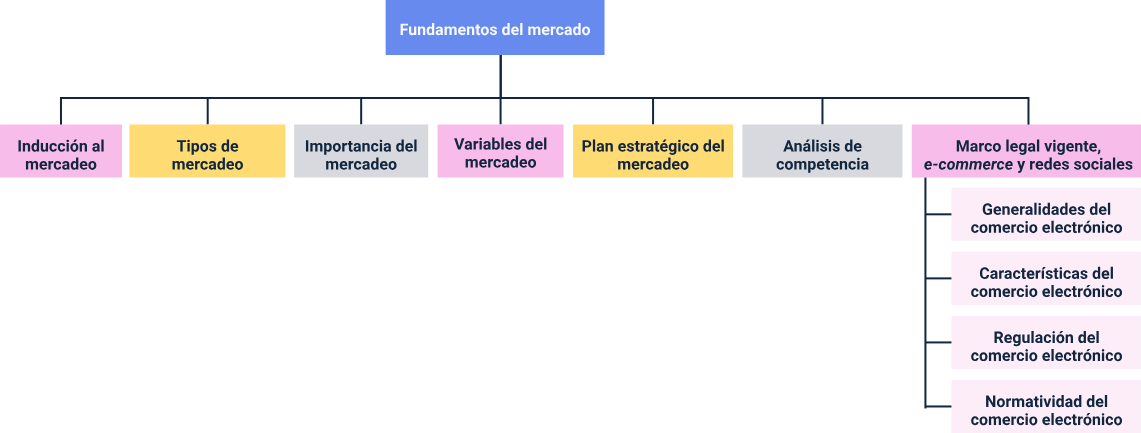 Fundamentos del mercado
Inducción al
mercadeo
Tipos de
mercadeo
Importancia del
mercadeo
Variables del
mercadeo
Plan estratégico del
mercadeo
Análisis de
competencia
Marco legal vigente,
e-commerce y redes sociales
Generalidades del
comercio electrónico
Características del
comercio electrónico
Regulación del
comercio electrónico
Normatividad del
comercio electrónico